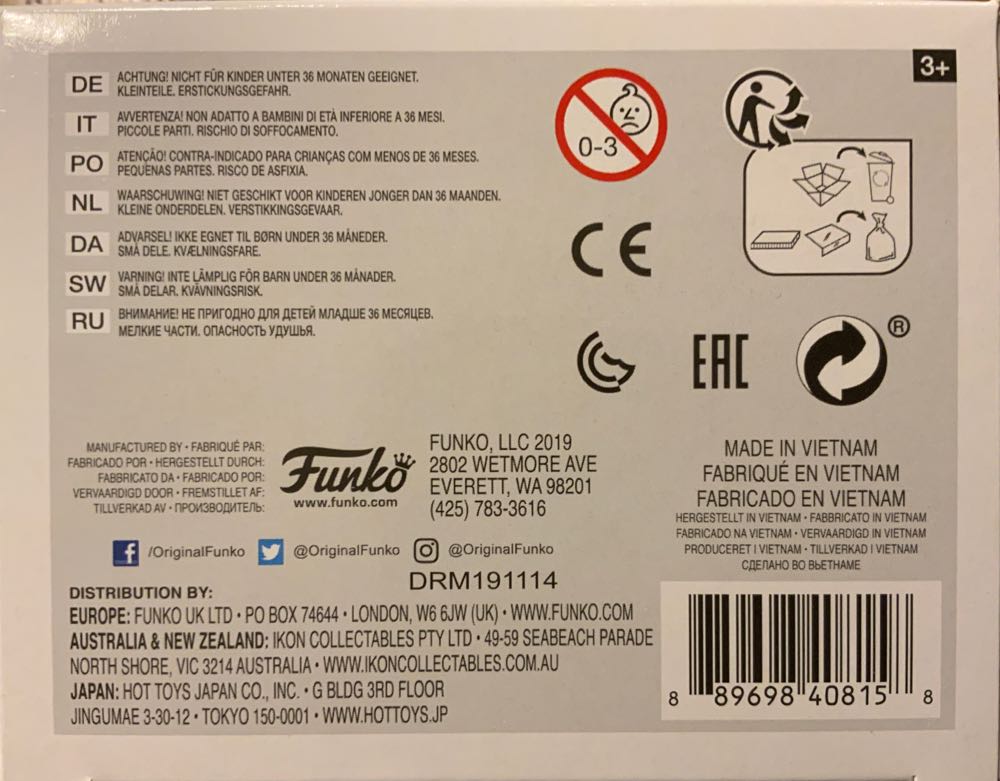 3+
DE ACHTUNG! NICHT FÜR KINDER UNTER 36 MONATEN GEEIGNET.
KLEINTEILE. ERSTICKUNGSGEFAHR.
IT AVVERTENZA! NON ADATTO A BAMBINI DI ETÀ INFERIORE A 36 MESI.
PICCOLE PARTI. RISCHIO DI SOFFOCAMENTO.
PO ATENÇÃO! CONTRA-INDICADO PARA CRIANÇAS COM MENOS DE 36 MESES.
PEQUENAS PARTES. RISCO DE ASFIXIA.
NL WAARSCHUWING! NIET GESCHIKT VOOR KINDEREN JONGER DAN 36 MAANDEN.
KLEINE ONDERDELEN. VERSTIKKINGSGEVAAR.
DA ADVARSEL! IKKE EGNET TIL BØRN UNDER 36 MÅNEDER.
SMÅ DELE. KVÆLNINGSFARE.
SW VARNING! INTE LÄMPLIG FÖR BARN UNDER 36 MÅNADER.
SMÅ DELAR. KVÄVNINGSRISK.
RU ВНИМАНИЕ! НЕ ПРИГОДНО ДЛЯ ДЕТЕЙ МЛАДШЕ 36 МЕСЯЦЕВ.
МЕЛКИЕ ЧАСТИ. ОПАСНОСТЬ УДУШЬЯ.
0-3
CE
EAC
®
MANUFACTURED BY • FABRIQUÉ PAR:
FABRICADO POR • HERGESTELLT DURCH:
FABBRICATO DA • FABRICADO POR:
VERVAARDIGD DOOR • FREMSTILLET AF:
TILLVERKAD AV • ПРОИЗВОДИТЕЛЬ:
Funko
www.funko.com
FUNKO, LLC 2019
2802 WETMORE AVE
EVERETT, WA 98201
(425) 783-3616
MADE IN VIETNAM
FABRIQUÉ EN VIETNAM
FABRICADO EN VIETNAM
HERGESTELLT IN VIETNAM • FABBRICATO IN VIETNAM
FABRICADO NA VIETNAM • VERVAARDIGD IN VIETNAM
PRODUCERET I VIETNAM • TILLVERKAD I VIETNAM
СДЕЛАНО ВО ВЬЕТНАМЕ
/OriginalFunko @OriginalFunko @OriginalFunko
DRM191114
DISTRIBUTION BY:
EUROPE: FUNKO UK LTD • PO BOX 74644 • LONDON, W6 6JW (UK) • WWW.FUNKO.COM
AUSTRALIA & NEW ZEALAND: IKON COLLECTABLES PTY LTD • 49-59 SEABEACH PARADE
NORTH SHORE, VIC 3214 AUSTRALIA • WWW.IKONCOLLECTABLES.COM.AU
JAPAN: HOT TOYS JAPAN CO., INC. • G BLDG 3RD FLOOR
JINGUMAE 3-30-12 • TOKYO 150-0001 • WWW.HOTTOYS.JP
8 89698 40815 8